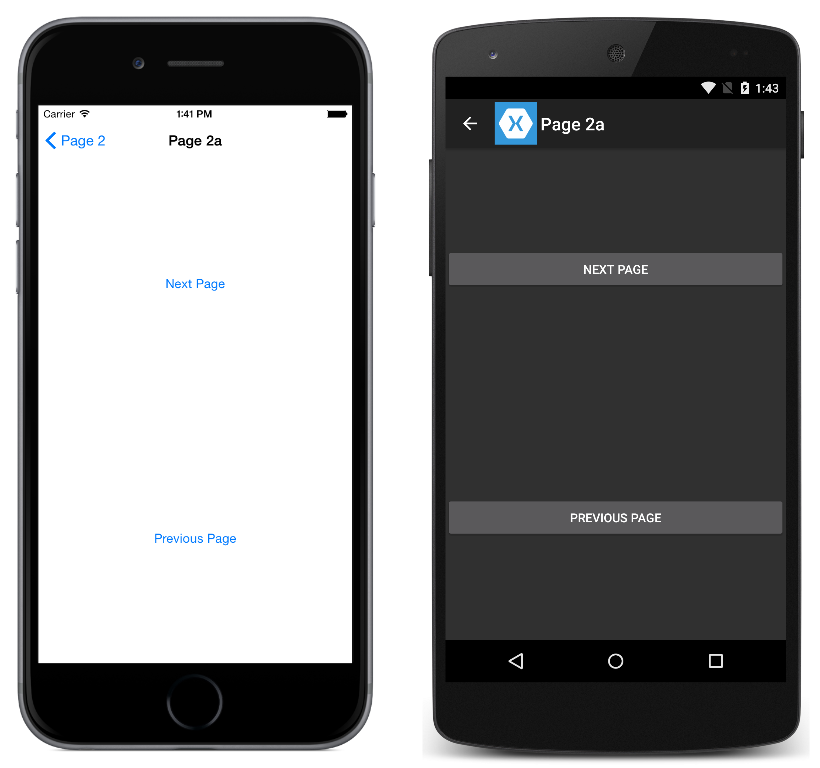 Carrier 1:41 PM
Page 2 Page 2a
Next Page
Previous Page
1:43
Page 2a
NEXT PAGE
PREVIOUS PAGE